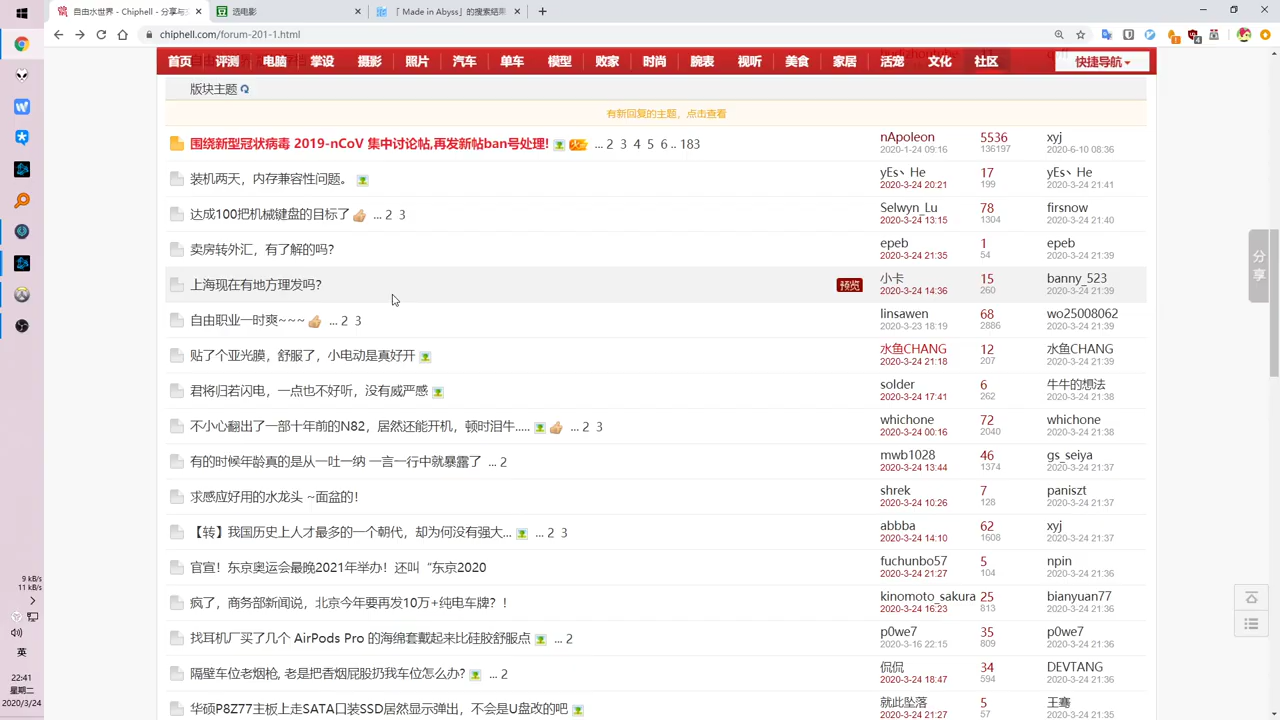 自由水世界 - Chiphell - 分享与交
选电影
「 Made in Abyss」的搜索结果
chiphell.com/forum-201-1.html
首页 评测 电脑 掌设 摄影 照片 汽车 单车 模型 败家 时尚 腕表 视听 美食 家居 活宠 文化 社区 快捷导航
版块主题
有新回复的主题，点击查看
围绕新型冠状病毒 2019-nCoV 集中讨论帖,再发新帖ban号处理! ... 2 3 4 5 6 .. 183 nApoleon 5536 xyj
2020-1-24 09:16 136197 2020-6-10 08:36
装机两天，内存兼容性问题。 yEs丶He 17 yEs丶He
2020-3-24 20:21 199 2020-3-24 21:41
达成100把机械键盘的目标了 ... 2 3 Selwyn_Lu 78 firsnow
2020-3-24 13:15 1304 2020-3-24 21:40
卖房转外汇，有了解的吗? epeb 1 epeb
2020-3-24 21:35 54 2020-3-24 21:39
上海现在有地方理发吗? 预览 小卡 15 banny_523
2020-3-24 14:36 260 2020-3-24 21:39
自由职业一时爽~~~ ... 2 3 linsawen 68 wo25008062
2020-3-23 18:19 2886 2020-3-24 21:39
贴了个亚光膜，舒服了，小电动是真好开 水鱼CHANG 12 水鱼CHANG
2020-3-24 21:18 207 2020-3-24 21:39
君将归若闪电，一点也不好听，没有威严感 solder 6 牛牛的想法
2020-3-24 17:41 262 2020-3-24 21:38
不小心翻出了一部十年前的N82，居然还能开机，顿时泪牛..... ... 2 3 whichone 72 whichone
2020-3-24 00:16 2040 2020-3-24 21:38
有的时候年龄真的是从一吐一纳 一言一行中就暴露了 ... 2 mwb1028 46 gs_seiya
2020-3-24 13:44 1374 2020-3-24 21:37
求感应好用的水龙头 ~面盆的！ shrek 7 paniszt
2020-3-24 10:26 128 2020-3-24 21:37
【转】我国历史上人才最多的一个朝代，却为何没有强大... ... 2 3 abbba 62 xyj
2020-3-24 14:10 1608 2020-3-24 21:37
官宣！东京奥运会最晚2021年举办！还叫“东京2020 fuchunbo57 5 npin
2020-3-24 21:27 104 2020-3-24 21:36
疯了，商务部新闻说，北京今年要再发10万+纯电车牌？！ kinomoto_sakura 25 bianyuan77
2020-3-24 16:23 813 2020-3-24 21:36
找耳机厂买了几个 AirPods Pro 的海绵套戴起来比硅胶舒服点 ... 2 p0we7 35 p0we7
2020-3-16 22:15 809 2020-3-24 21:36
隔壁车位老烟枪, 老是把香烟屁股扔我车位怎么办? ... 2 侃侃 34 DEVTANG
2020-3-24 18:47 594 2020-3-24 21:36
华硕P8Z77主板上走SATA口装SSD居然显示弹出，不会是U盘改的吧 就此坠落 5 王骞
2020-3-24 21:27 57 2020-3-24 21:35
分享
9 kB/s
11 kB/s
英
22:41
星期二
2020/3/24